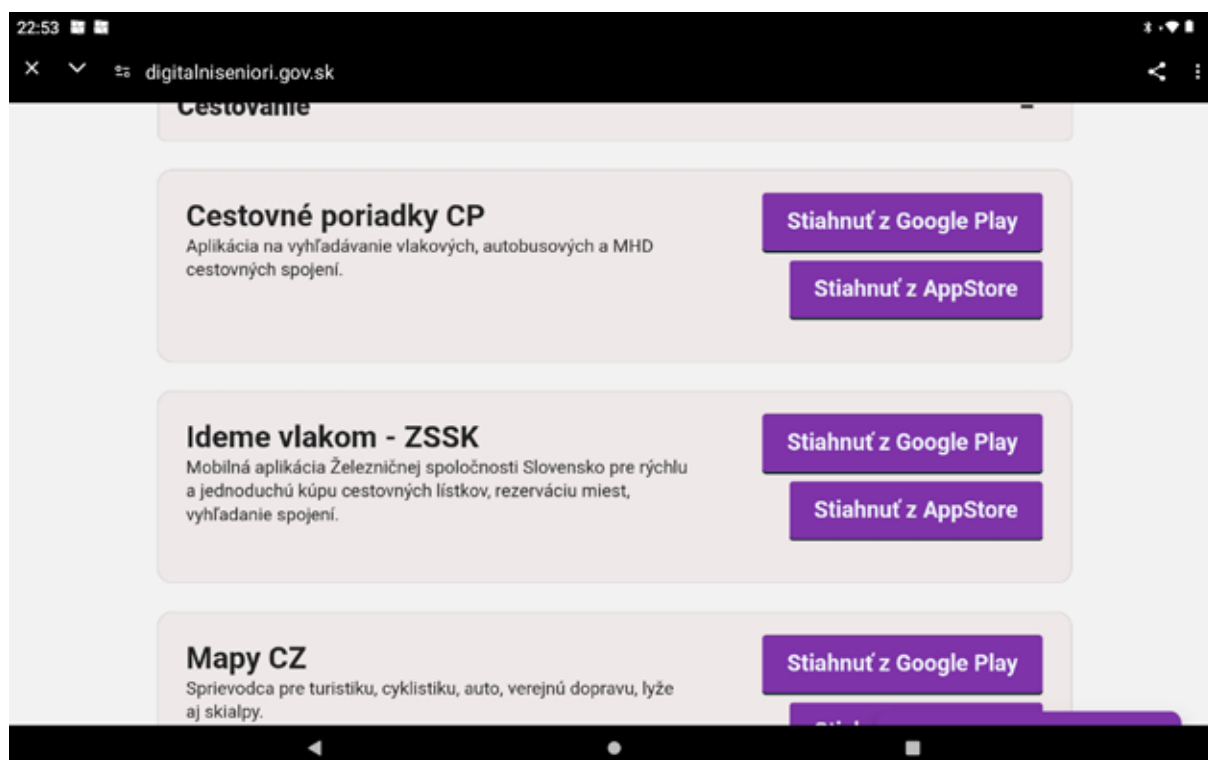 22:53
digitalniseniori.gov.sk
Cestovanie
Cestovné poriadky CP
Aplikácia na vyhľadávanie vlakových, autobusových a MHD
cestovných spojení.
Stiahnuť z Google Play
Stiahnuť z AppStore
Ideme vlakom - ZSSK
Mobilná aplikácia Železničnej spoločnosti Slovensko pre rýchlu
a jednoduchú kúpu cestovných lístkov, rezerváciu miest,
vyhľadanie spojení.
Stiahnuť z Google Play
Stiahnuť z AppStore
Mapy CZ
Sprievodca pre turistiku, cyklistiku, auto, verejnú dopravu, lyže
aj skialpy.
Stiahnuť z Google Play